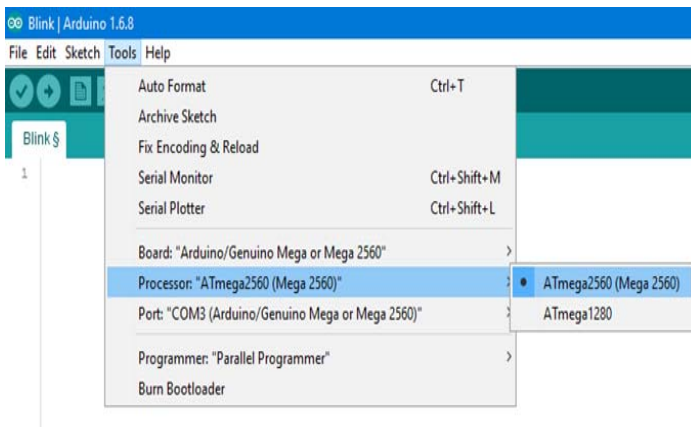 Blink | Arduino 1.6.8
File Edit Sketch Tools Help
Auto Format Ctrl+T
Archive Sketch
Fix Encoding & Reload
Serial Monitor Ctrl+Shift+M
Serial Plotter Ctrl+Shift+L
Board: "Arduino/Genuino Mega or Mega 2560"
Processor: "ATmega2560 (Mega 2560)"
Port: "COM3 (Arduino/Genuino Mega or Mega 2560)"
Programmer: "Parallel Programmer"
Burn Bootloader
ATmega2560 (Mega 2560)
ATmega1280
Blink §
1